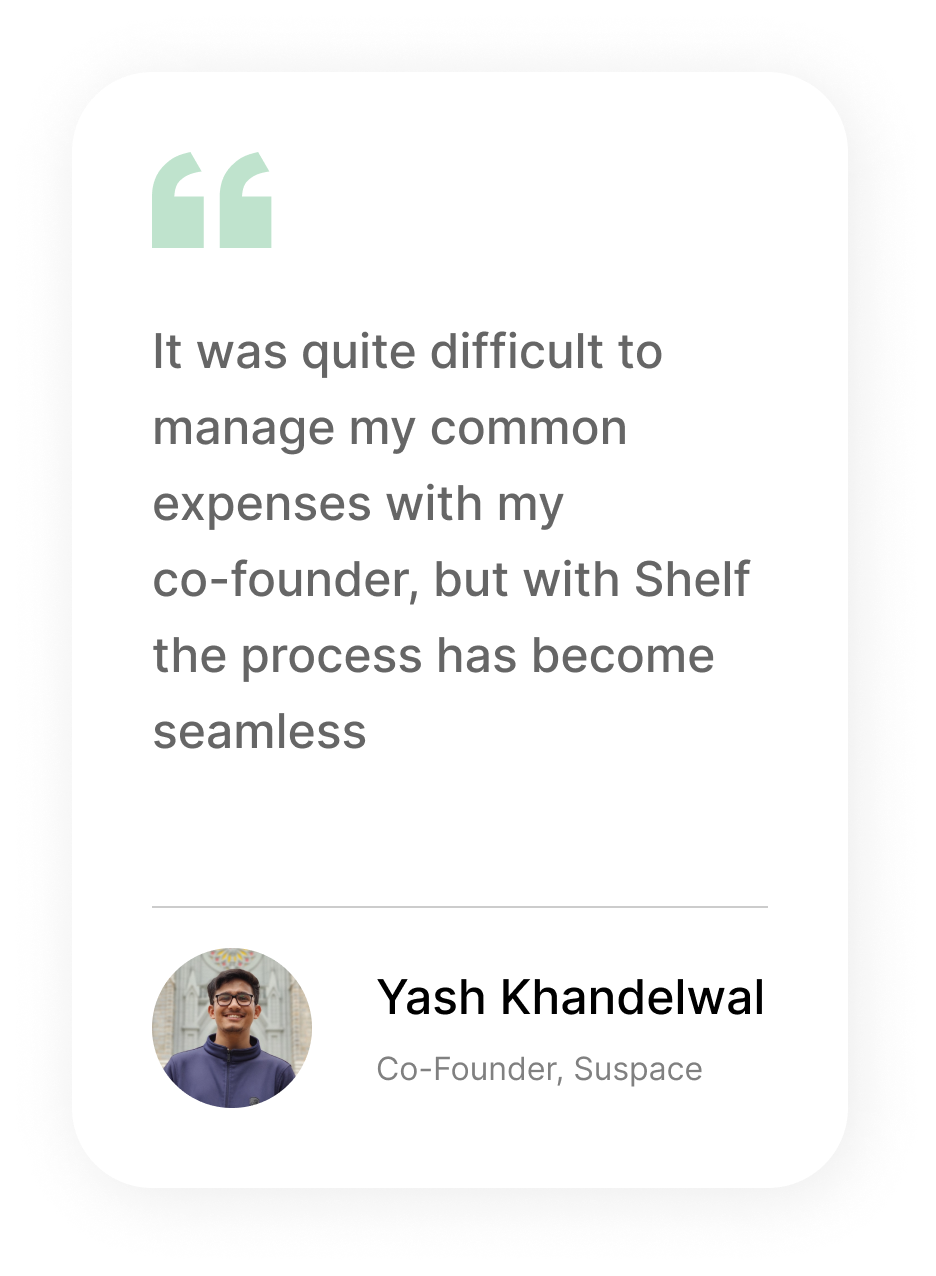 It was quite difficult to
manage my common
expenses with my
co-founder, but with Shelf
the process has become
seamless
Yash Khandelwal
Co-Founder, Suspace